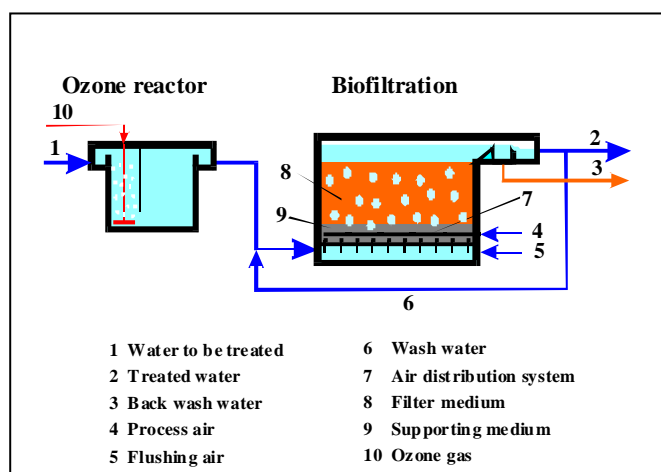 Ozone reactor Biofiltration
10
1
2
3
8
7
9
4
5
6
1 Water to be treated
2 Treated water
3 Back wash water
4 Process air
5 Flushing air
6 Wash water
7 Air distribution system
8 Filter medium
9 Supporting medium
10 Ozone gas